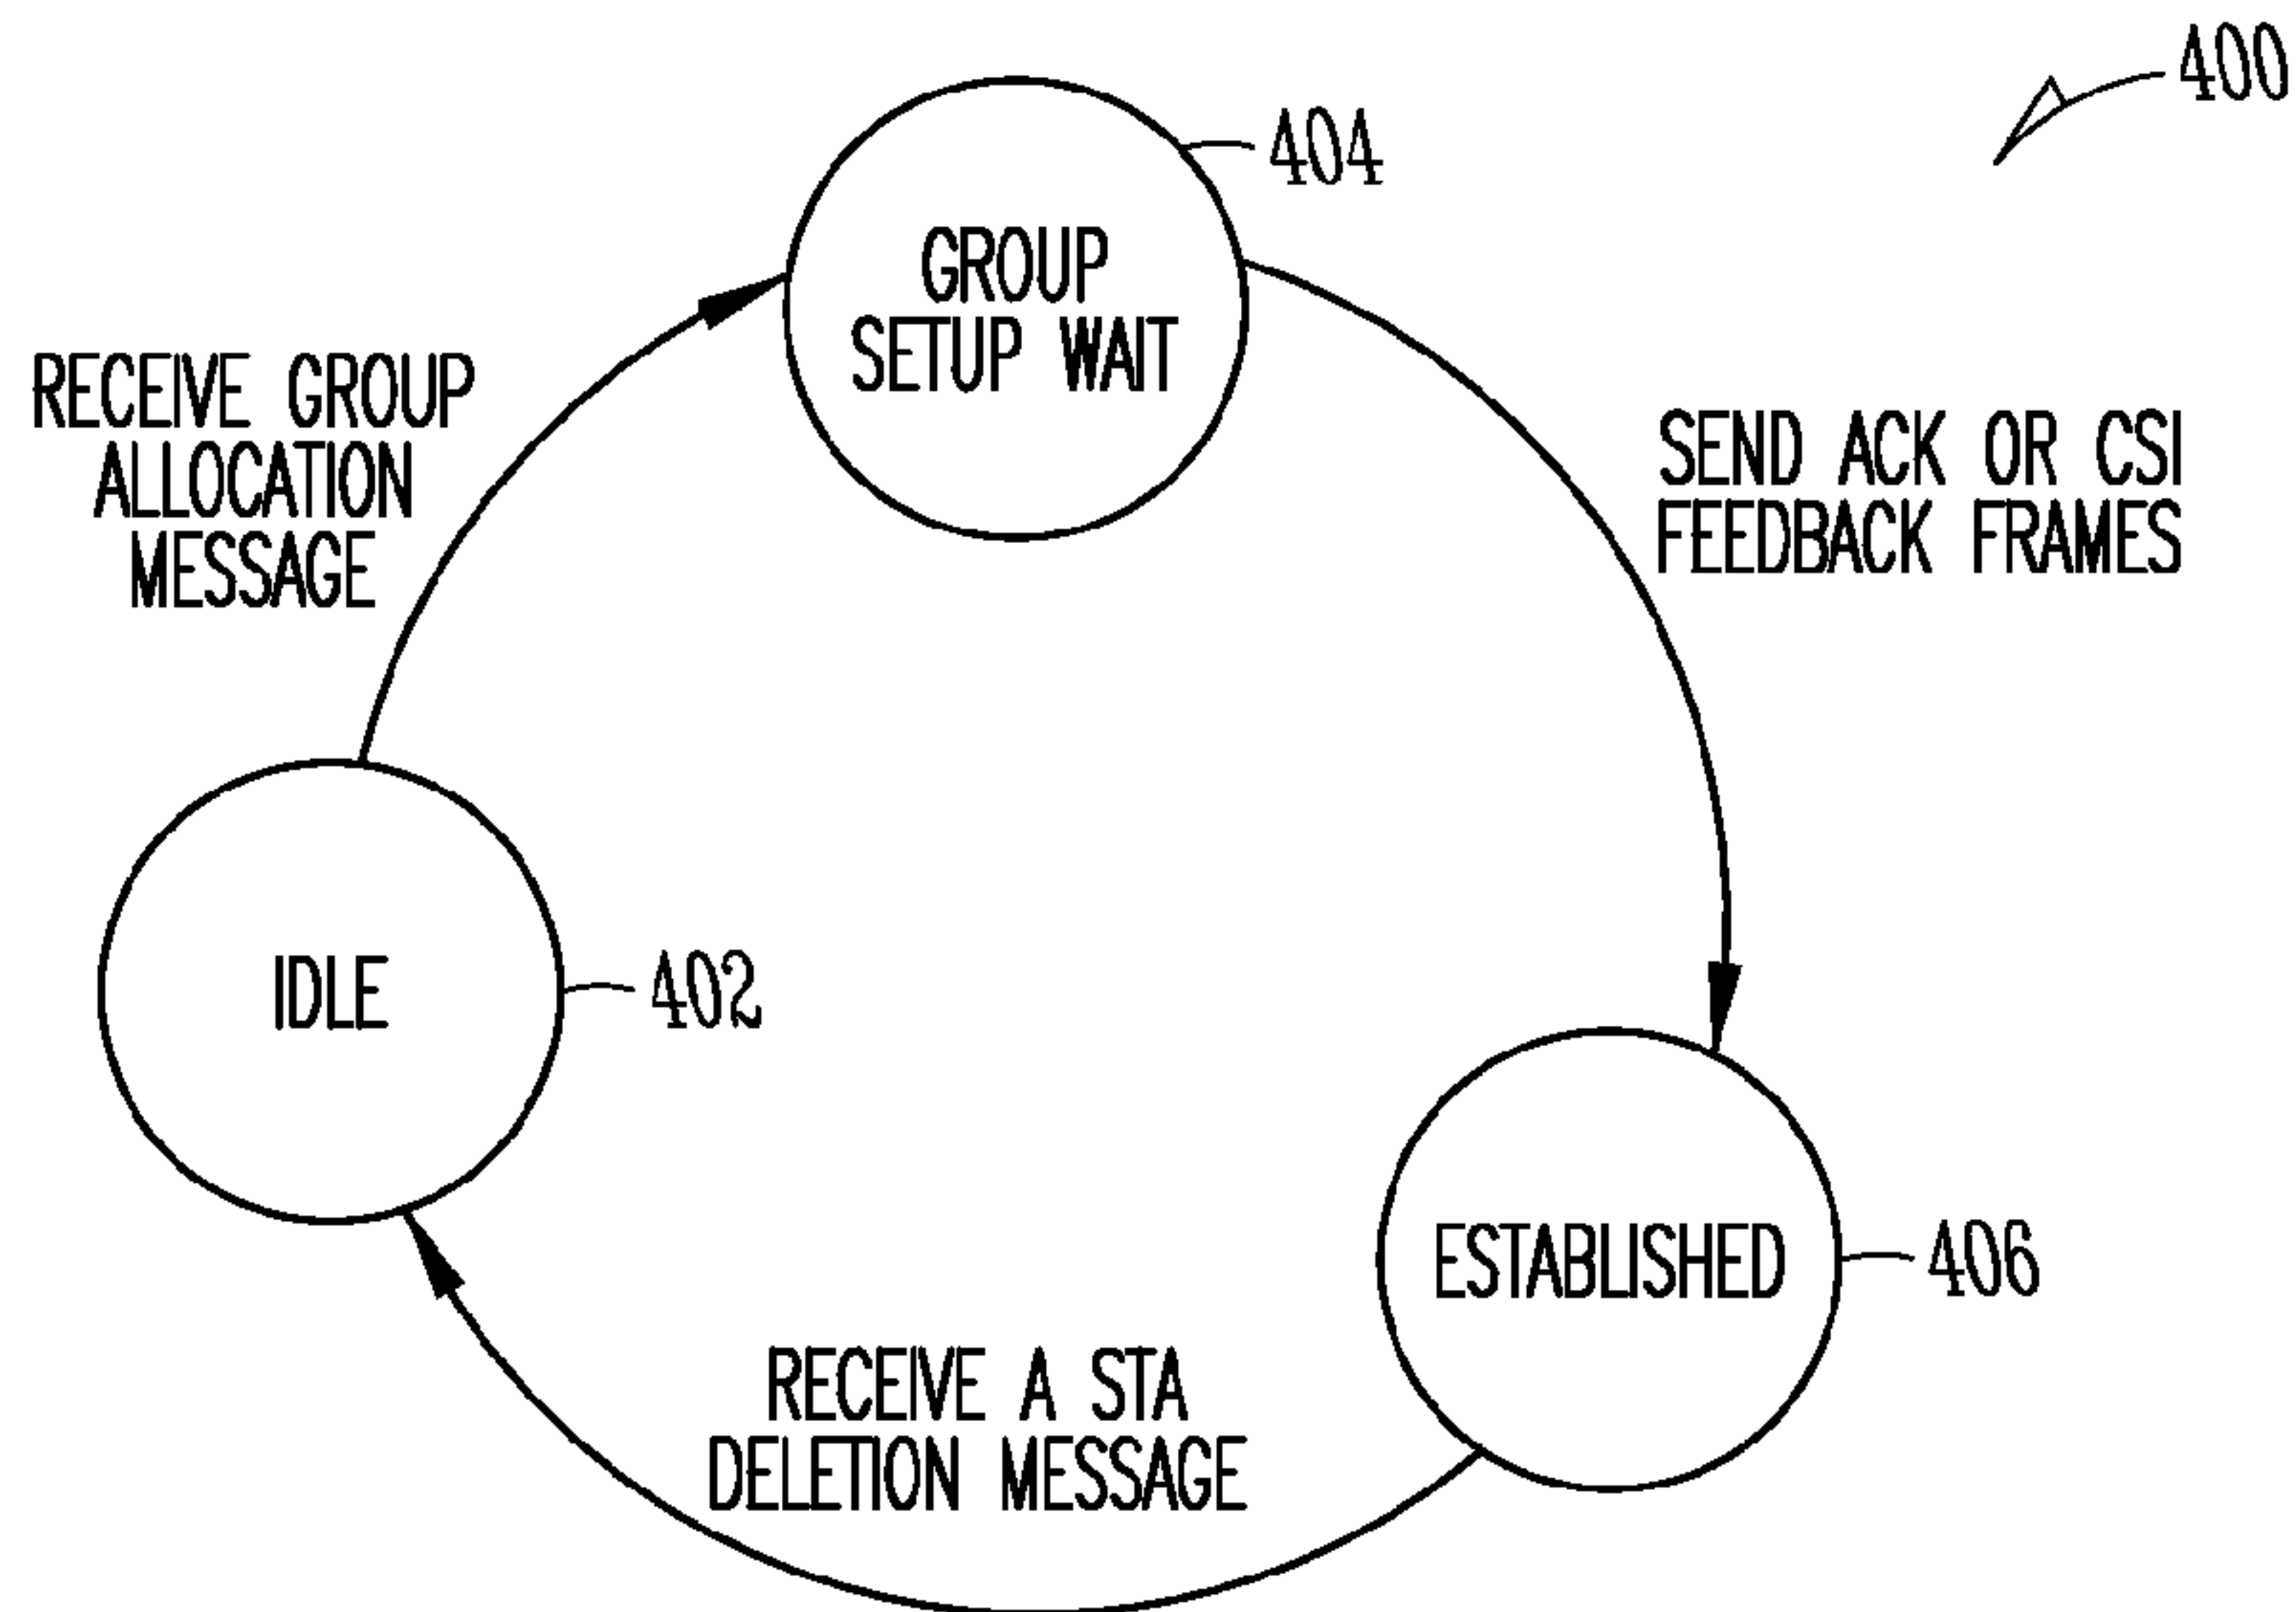 400
404
GROUP
SETUP WAIT
RECEIVE GROUP
ALLOCATION
MESSAGE
SEND ACK OR CSI
FEEDBACK FRAMES
IDLE
402
ESTABLISHED
406
RECEIVE A STA
DELETION MESSAGE